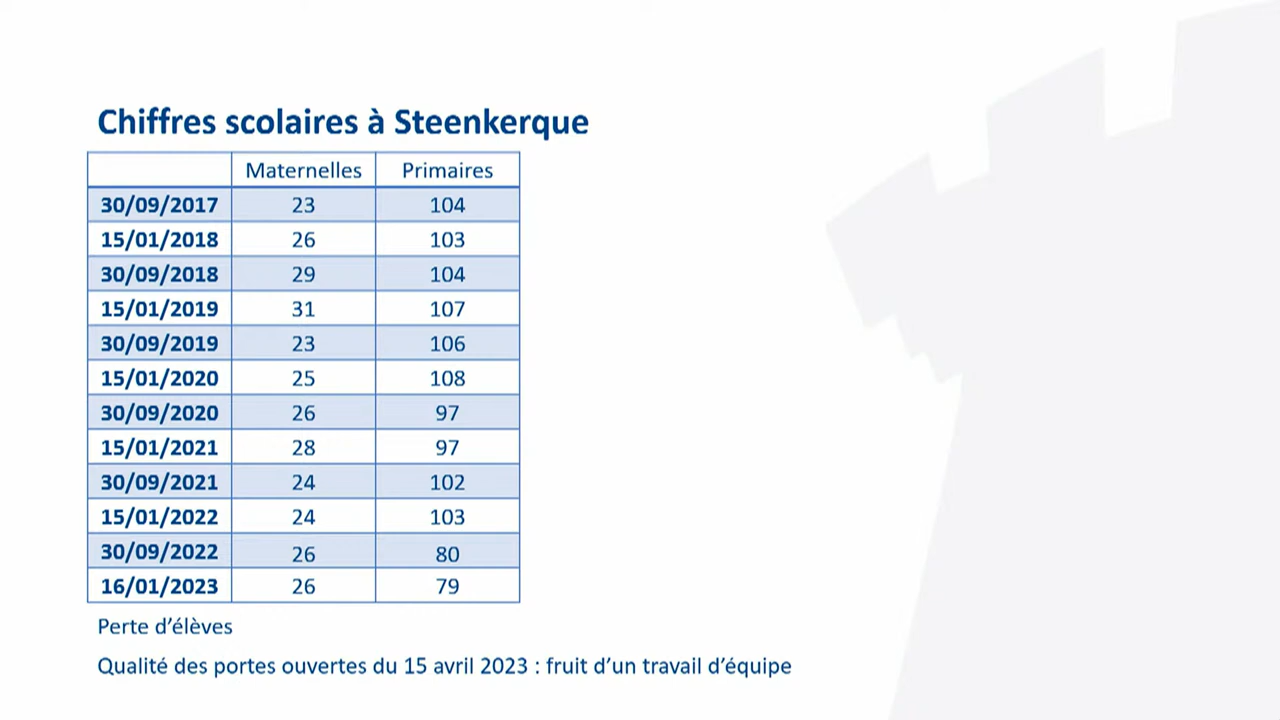 Chiffres scolaires à Steenkerque
Maternelles Primaires
30/09/2017 23 104
15/01/2018 26 103
30/09/2018 29 104
15/01/2019 31 107
30/09/2019 23 106
15/01/2020 25 108
30/09/2020 26 97
15/01/2021 28 97
30/09/2021 24 102
15/01/2022 24 103
30/09/2022 26 80
16/01/2023 26 79
Perte d’élèves
Qualité des portes ouvertes du 15 avril 2023 : fruit d’un travail d’équipe